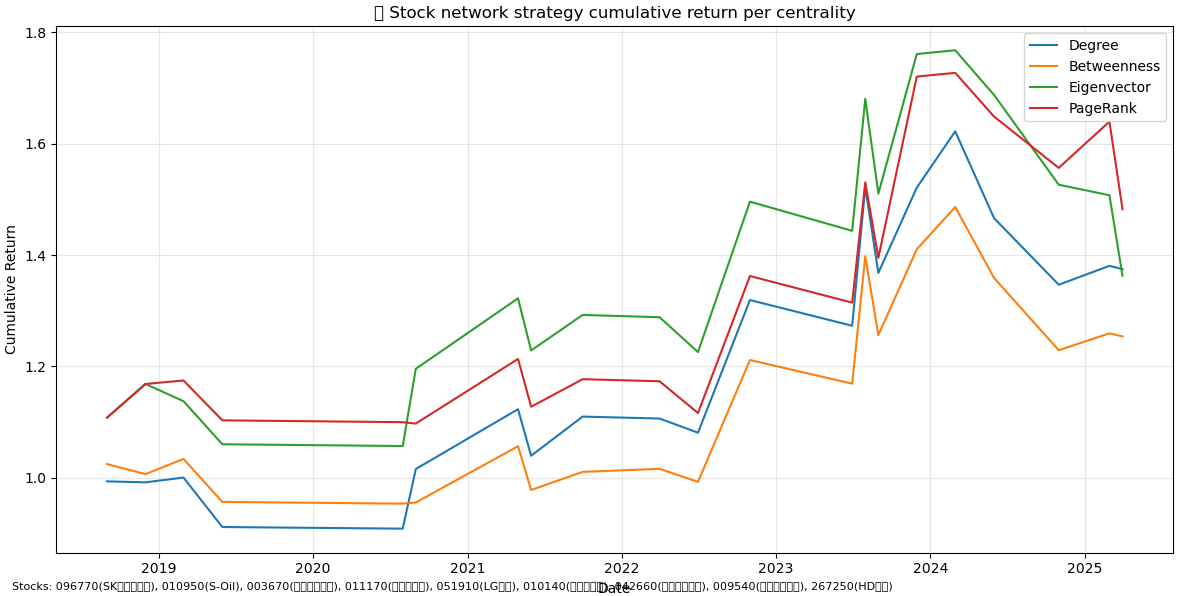 Stock network strategy cumulative return per centrality
1.8
1.6
1.4
1.2
1.0
Cumulative Return
Degree
Betweenness
Eigenvector
PageRank
2019 2020 2021 2022 2023 2024 2025
Date
Stocks: 096770(SK), 010950(S-Oil), 003670(), 011170(), 051910(LG), 010140(), 042660(), 009540(), 267250(HD)